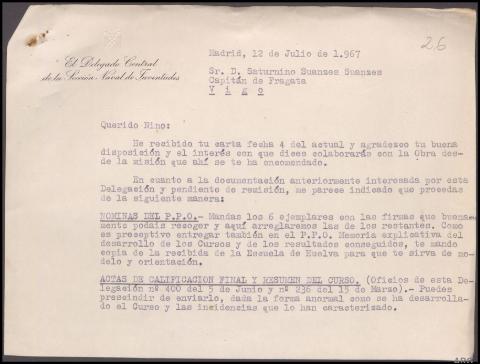 26
El Delegado Central
de la Sección Naval de Juventudes
Madrid, 12 de Julio de 1.967
Sr. D. Saturnino Suanzes Suanzes
Capitán de Fragata
V i g o
Querido Nino:
He recibido tu carta fecha 4 del actual y agradezco tu buena
disposición y el interés con que dices colaborarás con la obra des-
de la misión que ahí se te ha encomendado.
En cuanto a la documentación anteriormente interesada por esta
Delegación y pendiente de remisión, me parece indicado que procedas
de la siguiente manera:
NOMINAS DEL P.P.O.- Mandas los 6 ejemplares con las firmas que buename
mente podais recoger y aquí arreglaremos las de los restantes. Como
es preceptivo entregar también en el P.P.O. Memoria explicativa del
desarrollo de los Cursos y de los resultados conseguidos, te mando
copia de la recibida de la Escuela de Huelva para que te sirva de mo-
delo y orientación.
ACTAS DE CALIFICACION FINAL Y RESUMEN DEL CURSO. (Oficios de esta De-
legación nº 400 del 5 de Junio y nº 236 del 15 de Marzo).- Puedes
prescindir de enviarlo, dada la forma anormal como se ha desarrolla-
do el Curso y las incidencias que lo han caracterizado.